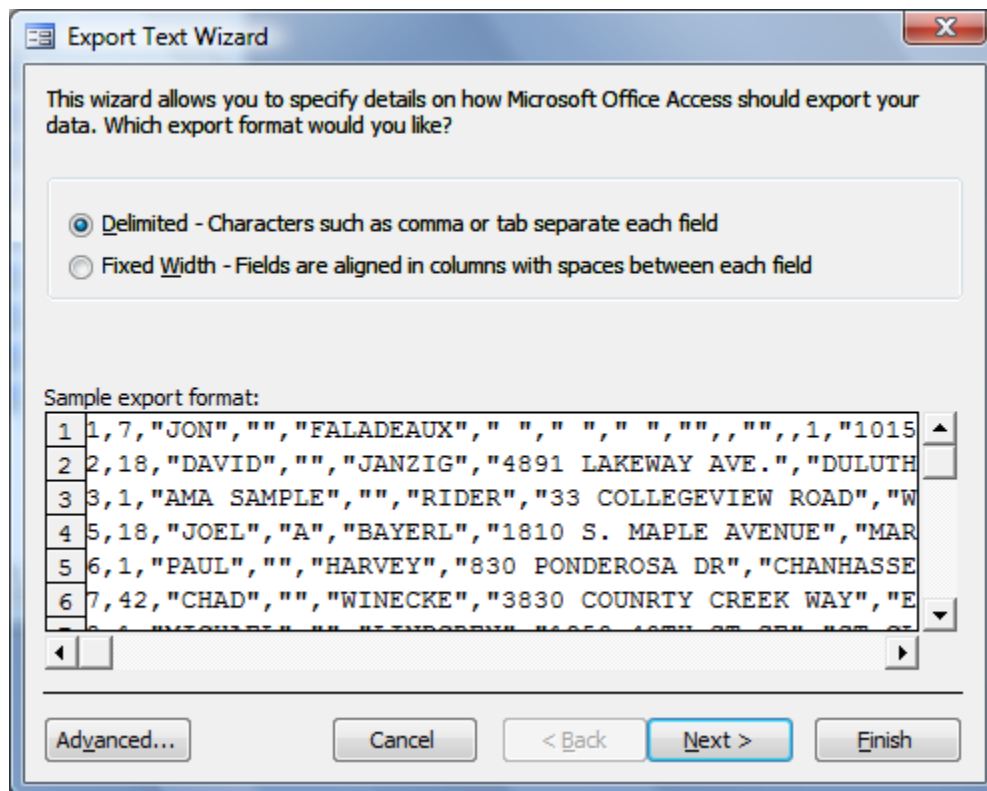 Export Text Wizard
This wizard allows you to specify details on how Microsoft Office Access should export your
data. Which export format would you like?
Delimited - Characters such as comma or tab separate each field
Fixed Width - Fields are aligned in columns with spaces between each field
Sample export format:
1 1,7,"JON","","FALADEAUX"," "," "," ","",,"",,1,"1015
2 2,18,"DAVID","","JANZIG","4891 LAKEWAY AVE.","DULUTH
3 3,1,"AMA SAMPLE","","RIDER","33 COLLEGEVIEW ROAD","W
4 5,18,"JOEL","A","BAYERL","1810 S. MAPLE AVENUE","MAR
5 6,1,"PAUL","","HARVEY","830 PONDEROSA DR","CHANHASSE
6 7,42,"CHAD","","WINECKE","3830 COUNRTY CREEK WAY","E
Advanced... Cancel < Back Next > Finish